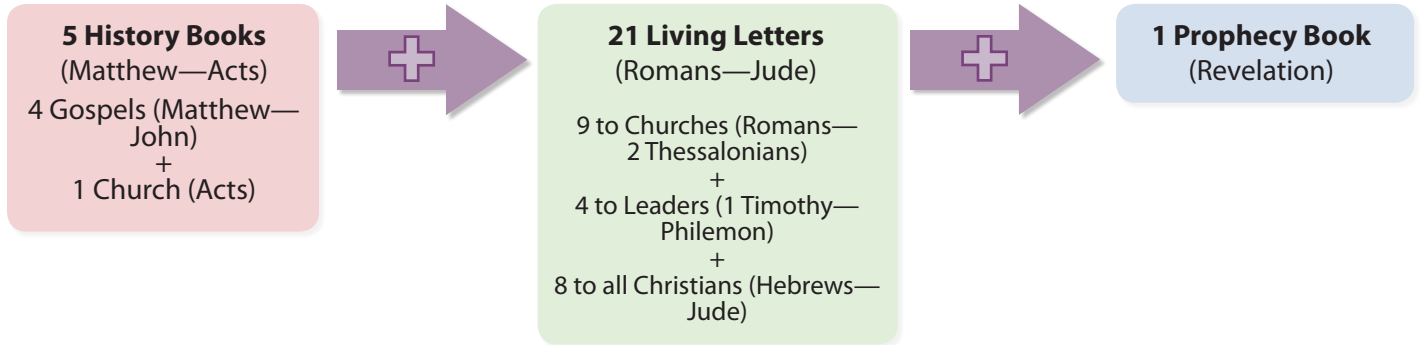 5 History Books
(Matthew—Acts)
4 Gospels (Matthew—
John)
+
1 Church (Acts)
21 Living Letters
(Romans—Jude)
9 to Churches (Romans—
2 Thessalonians)
+
4 to Leaders (1 Timothy—
Philemon)
+
8 to all Christians (Hebrews—
Jude)
1 Prophecy Book
(Revelation)